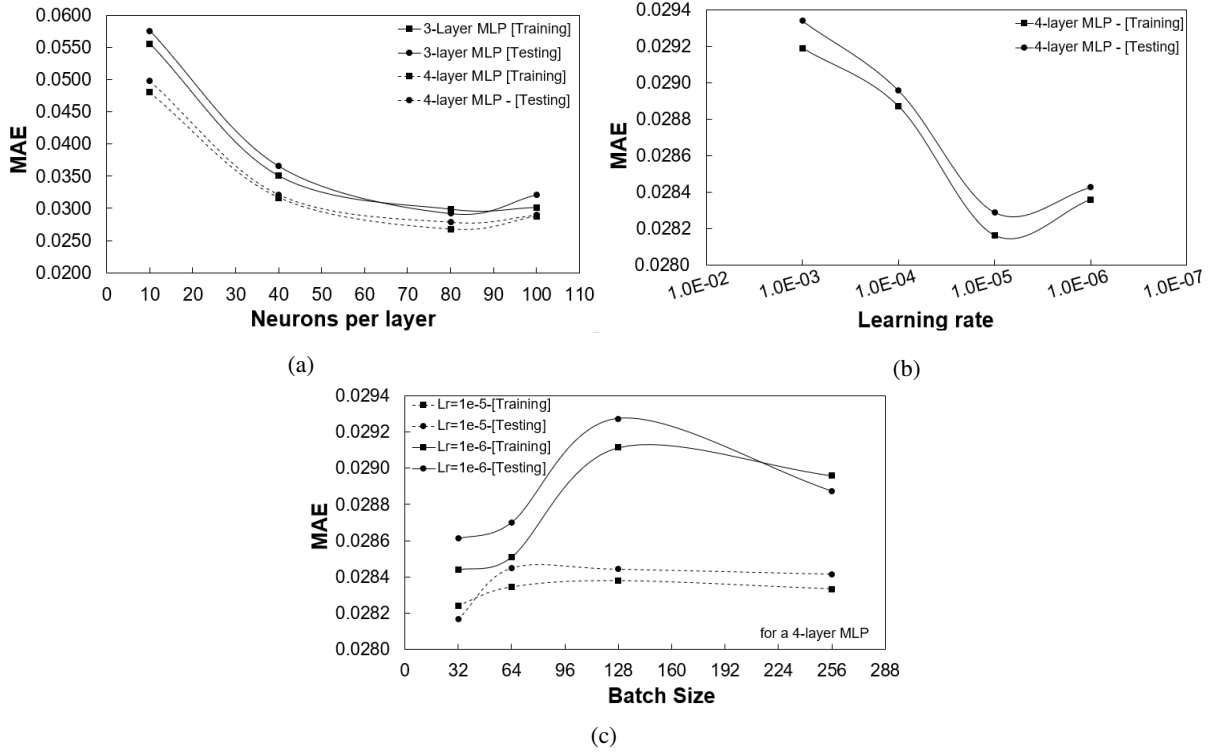 0.0600
0.0550
0.0500
0.0450
0.0400
0.0350
0.0300
0.0250
0.0200
MAE
3-Layer MLP [Training]
3-layer MLP [Testing]
4-layer MLP [Training]
4-layer MLP - [Testing]
0 10 20 30 40 50 60 70 80 90 100 110
Neurons per layer
(a)
0.0294
0.0292
0.0290
0.0288
0.0286
0.0284
0.0282
0.0280
MAE
4-layer MLP - [Training]
4-layer MLP - [Testing]
1.0E-02 1.0E-03 1.0E-04 1.0E-05 1.0E-06 1.0E-07
Learning rate
(b)
0.0294
0.0292
0.0290
0.0288
0.0286
0.0284
0.0282
0.0280
MAE
Lr=1e-5-[Training]
Lr=1e-5-[Testing]
Lr=1e-6-[Training]
Lr=1e-6-[Testing]
for a 4-layer MLP
0 32 64 96 128 160 192 224 256 288
Batch Size
(c)